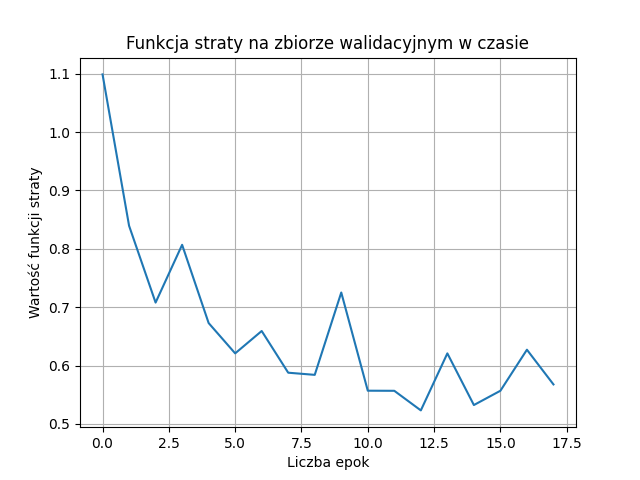 Funkcja straty na zbiorze walidacyjnym w czasie
Wartość funkcji straty
1.1
1.0
0.9
0.8
0.7
0.6
0.5
0.0 2.5 5.0 7.5 10.0 12.5 15.0 17.5
Liczba epok